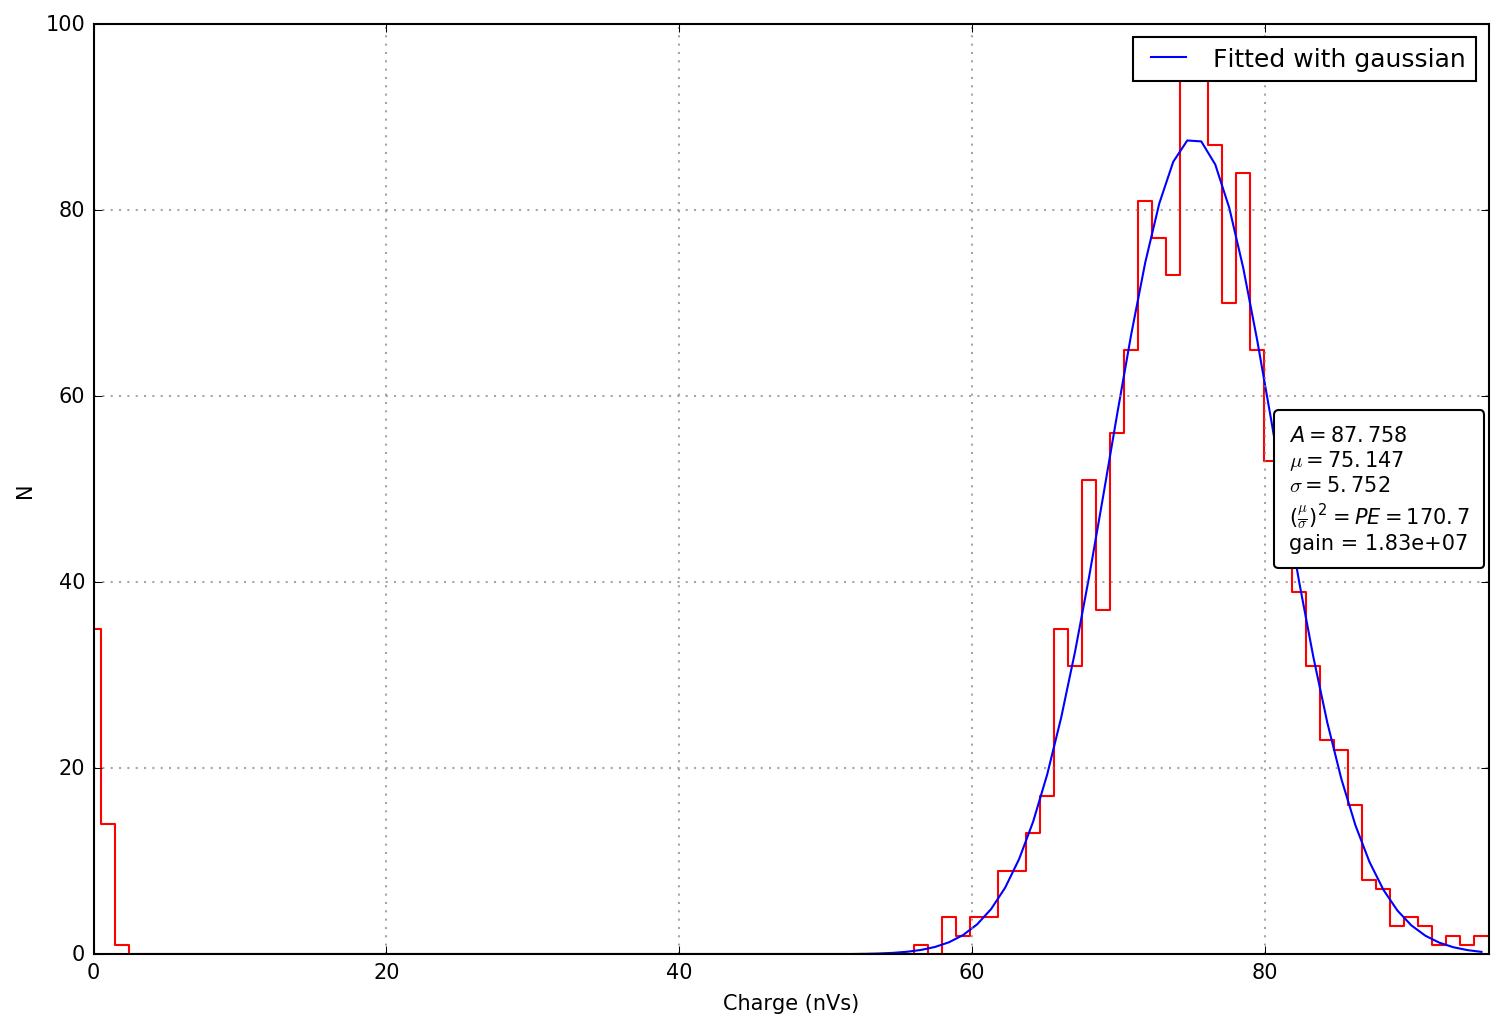 100
80
60
40
20
0
N
0 20 40 60 80
Charge (nVs)
Fitted with gaussian
A = 87.758
μ = 75.147
σ = 5.752
(μ/σ)² = PE = 170.7
gain = 1.83e+07